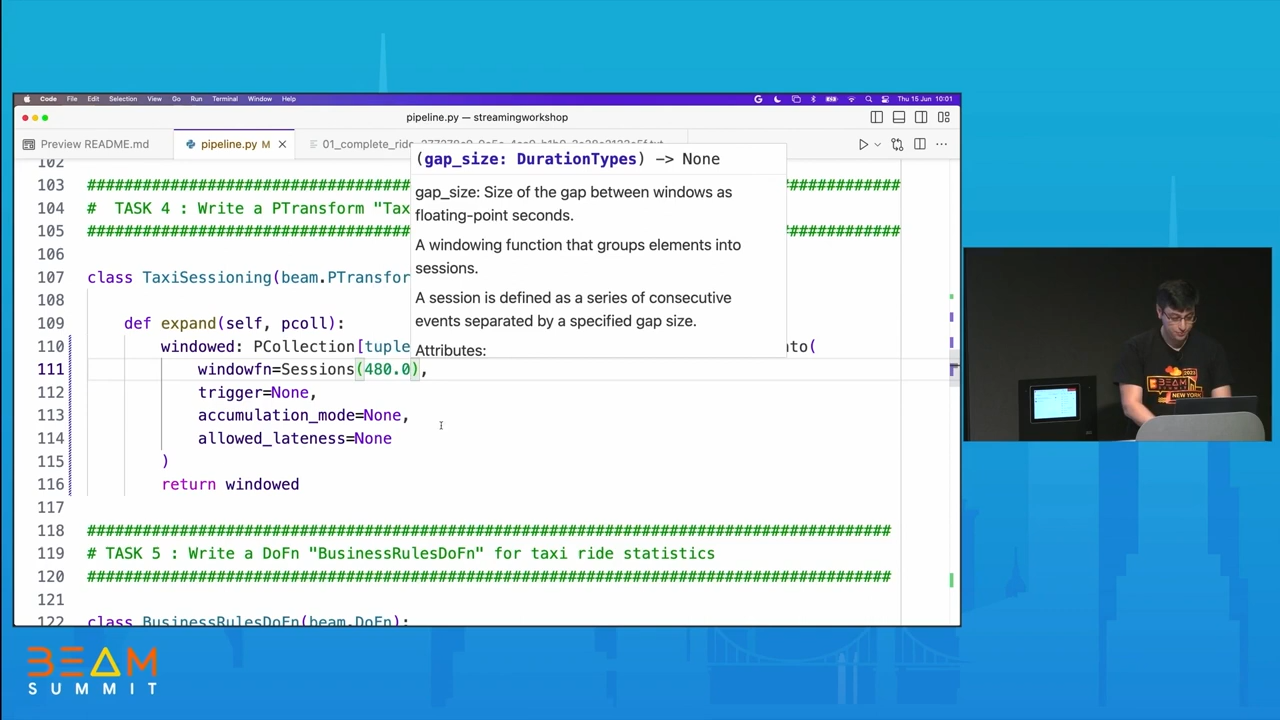 Code File Edit Selection View Go Run Terminal Window Help
Thu 15 Jun 10:01
pipeline.py — streamingworkshop
Preview README.md
pipeline.py M
(gap_size: DurationTypes) -> None
gap_size: Size of the gap between windows as
floating-point seconds.
A windowing function that groups elements into
sessions.
A session is defined as a series of consecutive
events separated by a specified gap size.
Attributes:
102
103 ########################################################################################
104 # TASK 4 : Write a PTransform "Tax
105 ########################################################################################
106
107 class TaxiSessioning(beam.PTransfor
108
109 def expand(self, pcoll):
110 windowed: PCollection[tuple
111 windowfn=Sessions(480.0),
112 trigger=None,
113 accumulation_mode=None,
114 allowed_lateness=None
115 )
116 return windowed
117
118 #######################################################################################
119 # TASK 5 : Write a DoFn "BusinessRulesDoFn" for taxi ride statistics
120 #######################################################################################
121
122 class BusinessRulesDoFn(beam.DoFn):
BEAM
SUMMIT
2023
BEAM
SUMMIT
NEW YORK